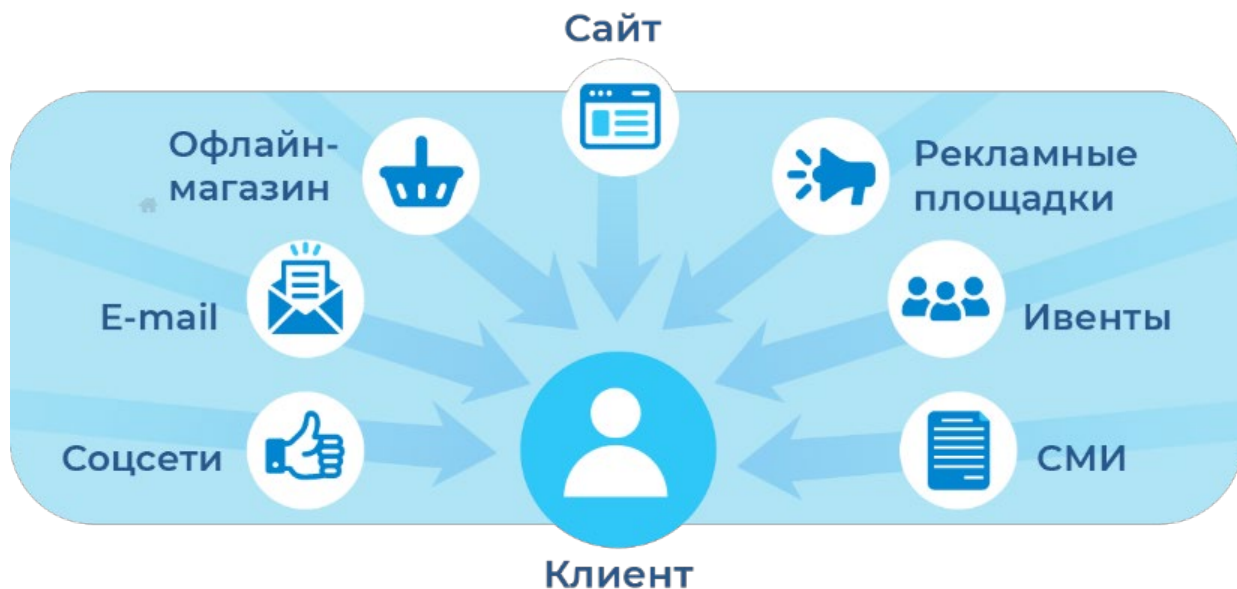 Сайт
Офлайн-
магазин
Рекламные
площадки
E-mail
Ивенты
Соцсети
СМИ
Клиент